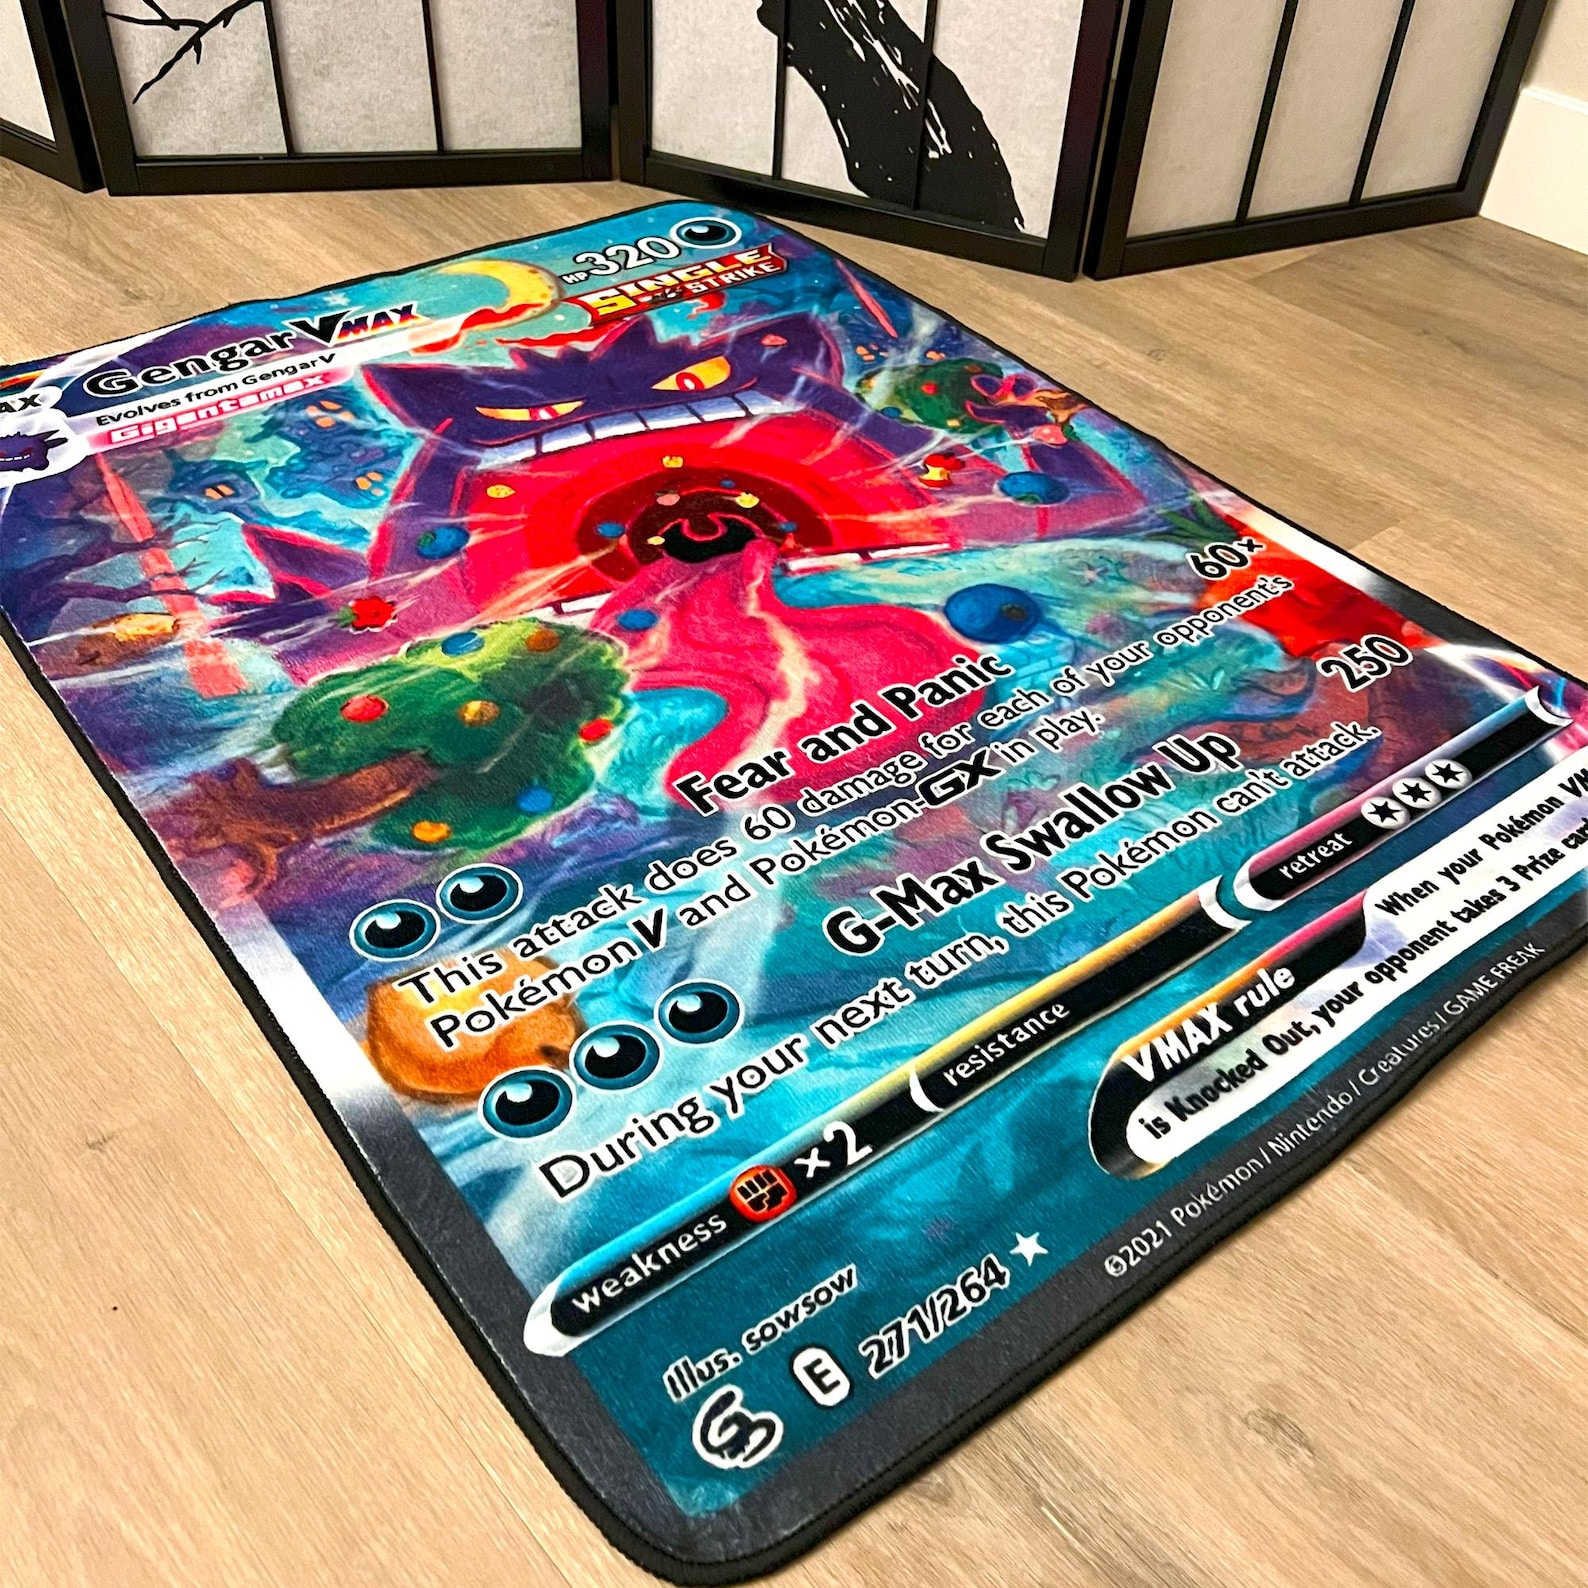 HP 320
SINGLE
STRIKE
Gengar VMAX
AX
Evolves from Gengar V
Gigantamax
Fear and Panic 60×
This attack does 60 damage for each of your opponent's
Pokémon V and Pokémon-GX in play.
G-Max Swallow Up 250
During your next turn, this Pokémon can't attack.
weakness ×2 resistance retreat
VMAX rule When your Pokémon VM
is Knocked Out, your opponent takes 3 Prize car
Illus. sowsow
E 271/264
©2021 Pokémon / Nintendo / Creatures / GAME FREAK